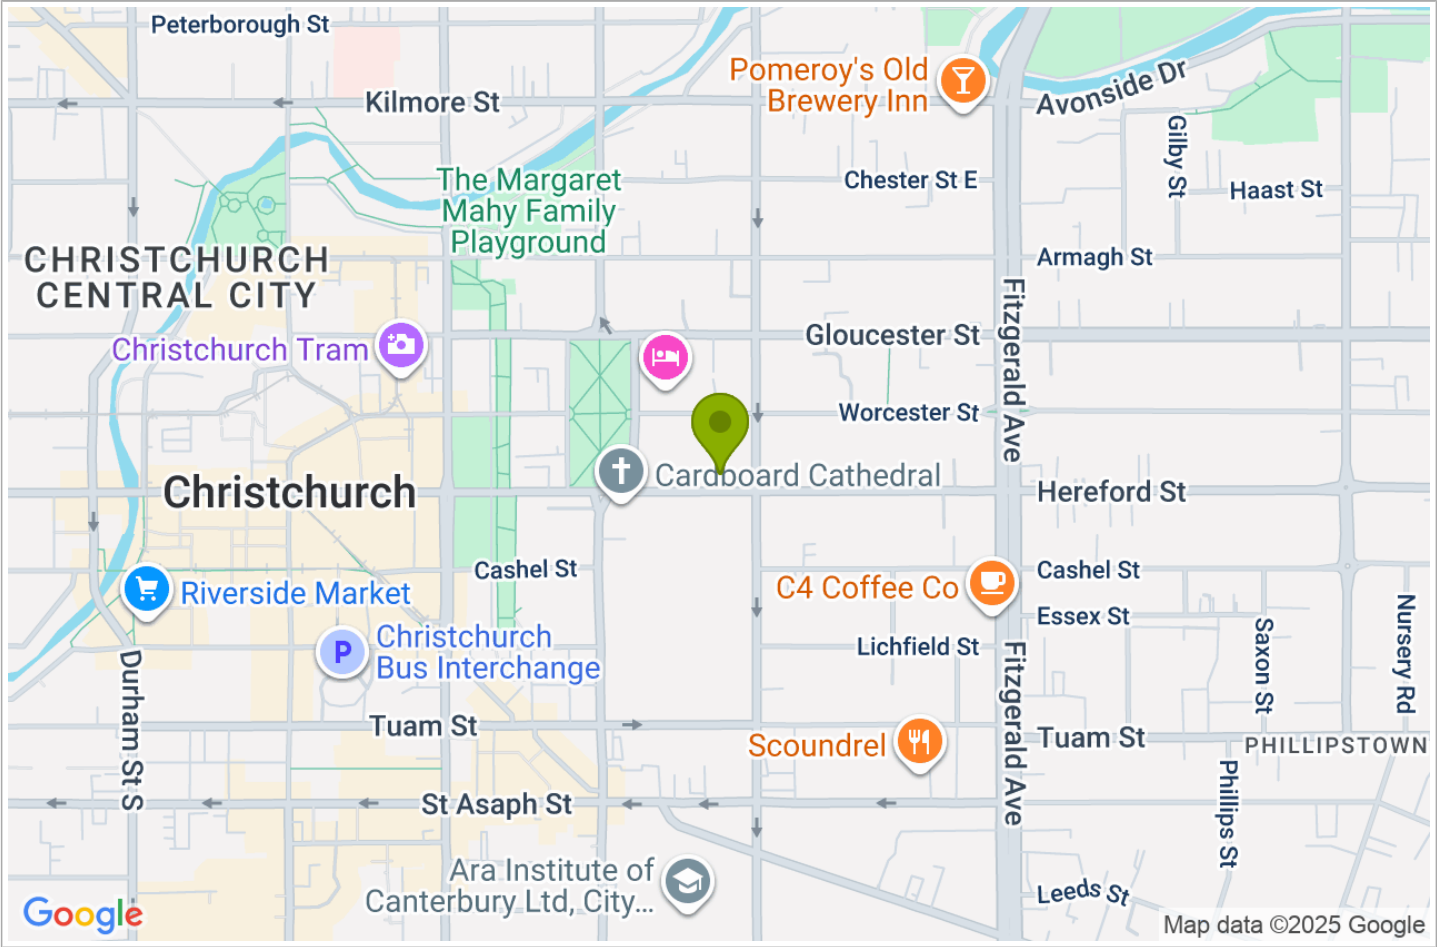 Peterborough St
Kilmore St
Pomeroy's Old
Brewery Inn
Avonside Dr
Gilby St
Haast St
Chester St E
The Margaret
Mahy Family
Playground
CHRISTCHURCH
CENTRAL CITY
Armagh St
Fitzgerald Ave
Christchurch Tram
Gloucester St
Worcester St
Cardboard Cathedral
Christchurch
Hereford St
Cashel St
Cashel St
C4 Coffee Co
Riverside Market
Essex St
Christchurch
Bus Interchange
P
Lichfield St
Saxon St
Nursery Rd
Durham St S
Fitzgerald Ave
Tuam St
Scoundrel
Tuam St
PHILLIPSTOWN
Phillips St
St Asaph St
Ara Institute of
Canterbury Ltd, City...
Leeds St
Google
Map data ©2025 Google